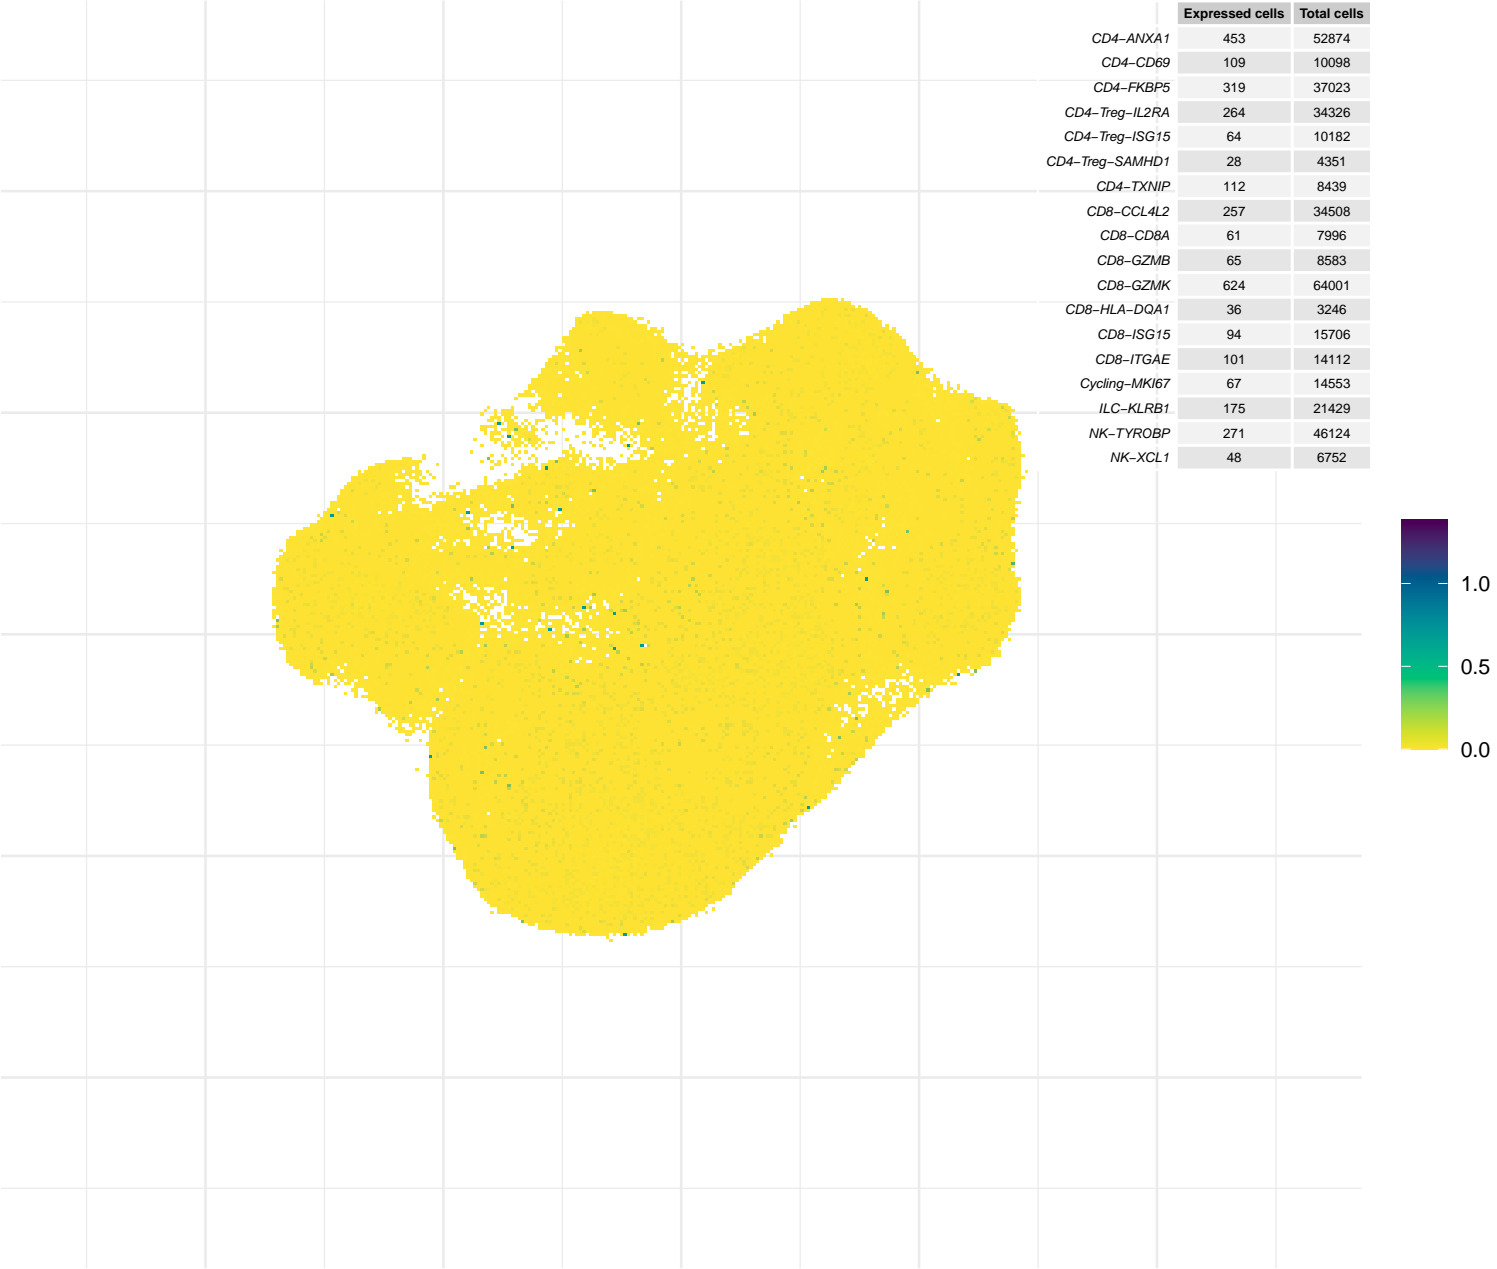 Expressed cells Total cells
CD4−ANXA1 453 52874
CD4−CD69 109 10098
CD4−FKBP5 319 37023
CD4−Treg−IL2RA 264 34326
CD4−Treg−ISG15 64 10182
CD4−Treg−SAMHD1 28 4351
CD4−TXNIP 112 8439
CD8−CCL4L2 257 34508
CD8−CD8A 61 7996
CD8−GZMB 65 8583
CD8−GZMK 624 64001
CD8−HLA−DQA1 36 3246
CD8−ISG15 94 15706
CD8−ITGAE 101 14112
Cycling−MKI67 67 14553
ILC−KLRB1 175 21429
NK−TYROBP 271 46124
NK−XCL1 48 6752
1.0
0.5
0.0